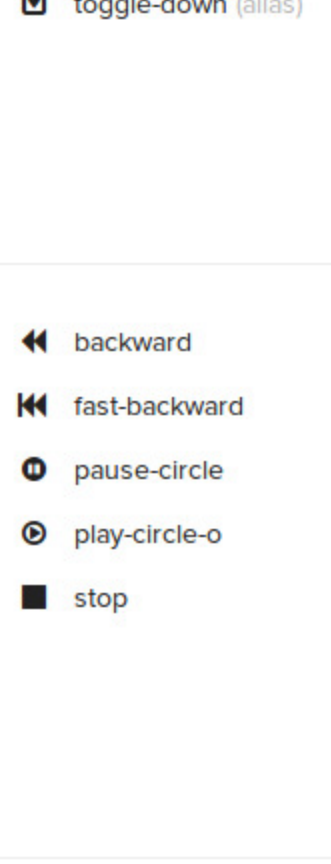 toggle-down (alias)
backward
fast-backward
pause-circle
play-circle-o
stop